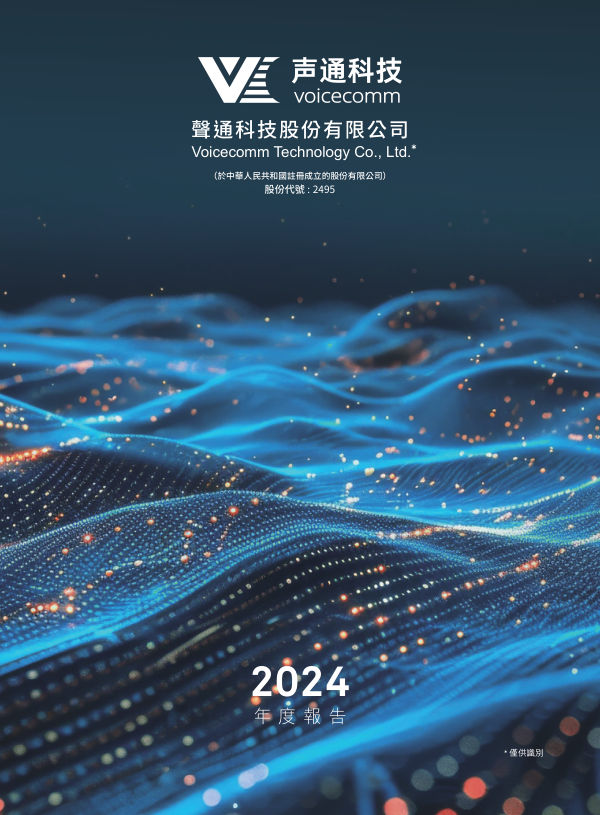 声通科技
voicecomm
聲通科技股份有限公司
Voicecomm Technology Co., Ltd.*
（於中華人民共和國註冊成立的股份有限公司）
股份代號 : 2495
2024
年度報告
* 僅供識別